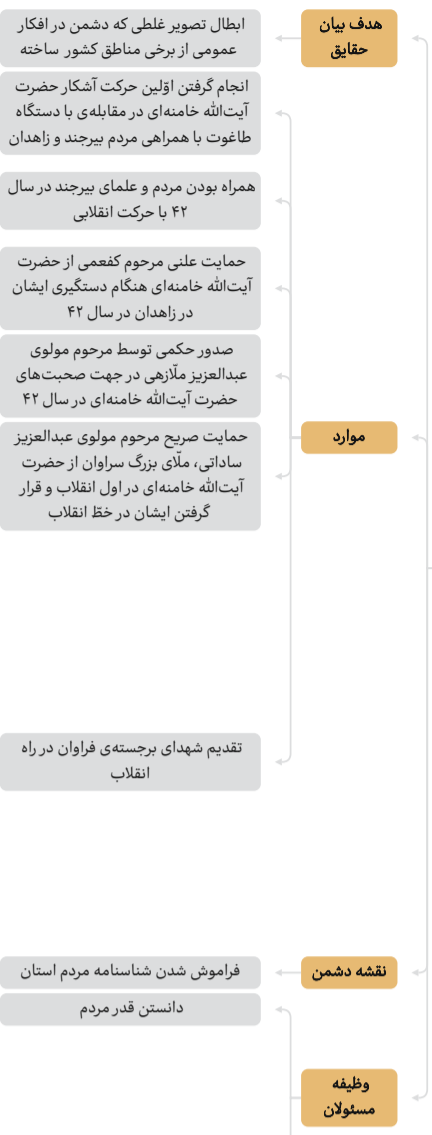 هدف بیان
حقایق
ابطال تصویر غلطی که دشمن در افکار
عمومی از برخی مناطق کشور ساخته
موارد
انجام گرفتن اوّلین حرکت آشکار حضرت
آیت‌الله خامنه‌ای در مقابله‌ی با دستگاه
طاغوت با همراهی مردم بیرجند و زاهدان
همراه بودن مردم و علمای بیرجند در سال
۴۲ با حرکت انقلابی
حمایت علنی مرحوم کفعمی از حضرت
آیت‌الله خامنه‌ای هنگام دستگیری ایشان
در زاهدان در سال ۴۲
صدور حکمی توسط مرحوم مولوی
عبدالعزیز ملّازهی در جهت صحبت‌های
حضرت آیت‌الله خامنه‌ای در سال ۴۲
حمایت صریح مرحوم مولوی عبدالعزیز
ساداتی، ملّای بزرگ سراوان از حضرت
آیت‌الله خامنه‌ای در اول انقلاب و قرار
گرفتن ایشان در خطّ انقلاب
تقدیم شهدای برجسته‌ی فراوان در راه
انقلاب
نقشه دشمن
فراموش شدن شناسنامه مردم استان
وظیفه
مسئولان
دانستن قدر مردم